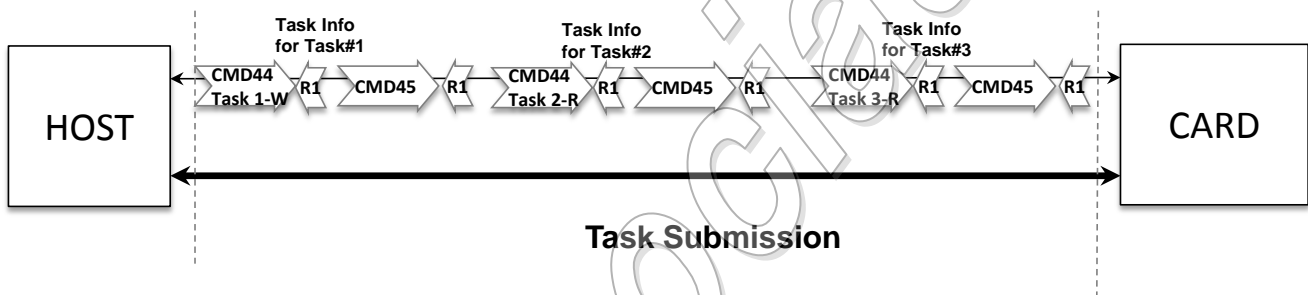 Task Info
for Task#1
Task Info
for Task#2
Task Info
for Task#3
HOST
CMD44
Task 1-W
R1
CMD45
R1
CMD44
Task 2-R
R1
CMD45
R1
CMD44
Task 3-R
R1
CMD45
R1
CARD
Task Submission